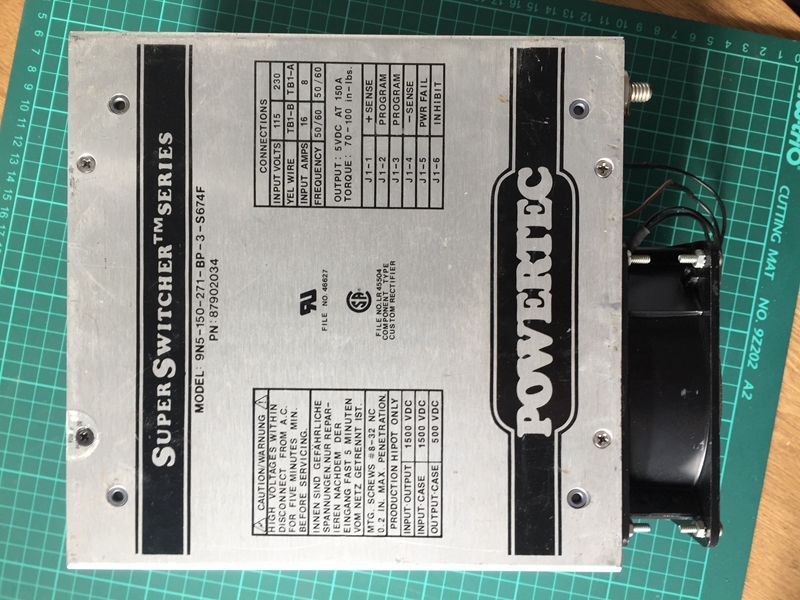 SUPERSWITCHER™SERIES
MODEL: 9N5-150-271-BP-3-S674F
PN:87902034
⚠ CAUTION/WARNUNG ⚠
HIGH VOLTAGES WITHIN
DISCONNECT FROM A.C.
FOR FIVE MINUTES MIN.
BEFORE SERVICING.
INNEN SIND GEFÄHRLICHE
SPANNUNGEN.NUR REPAR-
IEREN NACHDEM DER
EINGANG FAST 5 MINUTEN
VOM NETZ GETRENNT IST.
MTG. SCREWS #8-32 NC
0.2 IN. MAX PENETRATION.
PRODUCTION HIPOT ONLY
INPUT-OUTPUT 1500 VDC
INPUT-CASE 1500 VDC
OUTPUT-CASE 500 VDC
FILE NO. 46627
FILE NO. LR 45504
COMPONENT TYPE
CUSTOM RECTIFIER
CONNECTIONS
INPUT VOLTS 115 230
YEL WIRE TB1-B TB1-A
INPUT AMPS 16 8
FREQUENCY 50/60 50/60
OUTPUT: 5VDC AT 150A
TORQUE: 70-100 in-lbs.
J1-1 +SENSE
J1-2 PROGRAM
J1-3 PROGRAM
J1-4 -SENSE
J1-5 PWR FAIL
J1-6 INHIBIT
POWERTEC
CUTTING MAT NO 9Z202 A2